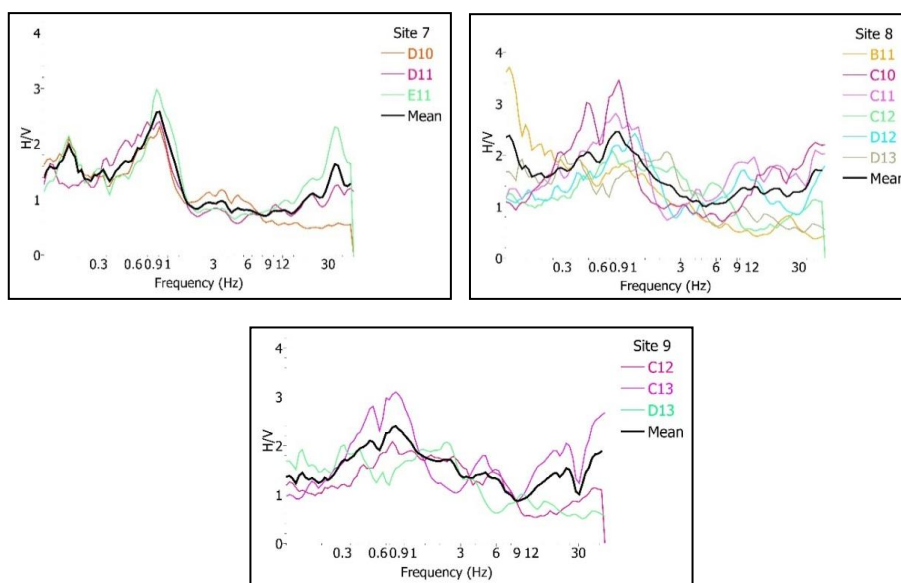 Site 7
D10
D11
E11
Mean
4
3
2
1
0
H/V
0.3 0.6 0.9 1 3 6 9 12 30
Frequency (Hz)
Site 8
B11
C10
C11
C12
D12
D13
Mean
4
3
2
1
0
H/V
0.3 0.6 0.9 1 3 6 9 12 30
Frequency (Hz)
Site 9
C12
C13
D13
Mean
4
3
2
1
0
H/V
0.3 0.6 0.9 1 3 6 9 12 30
Frequency (Hz)